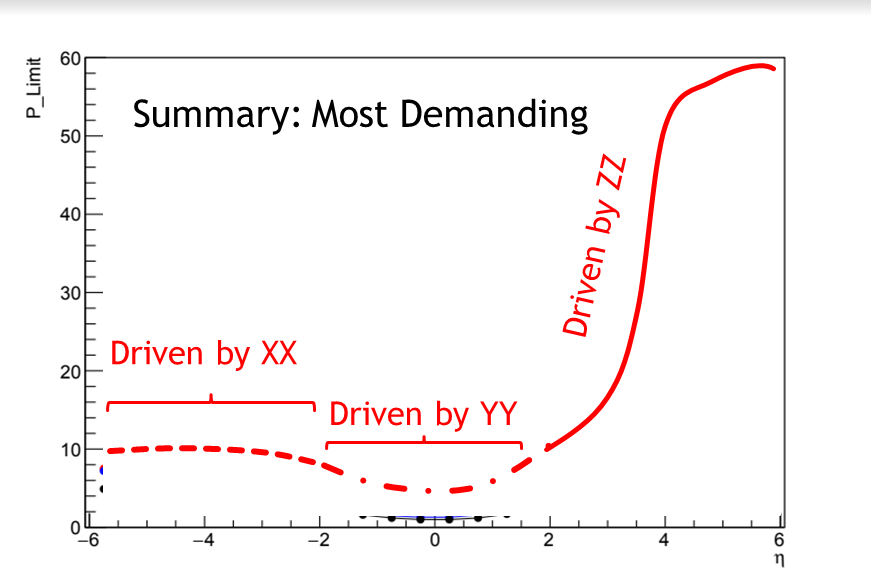 P_Limit
60
Summary: Most Demanding
50
40
Driven by ZZ
30
Driven by XX
20
Driven by YY
10
0
−6 −4 −2 0 2 4 6
η